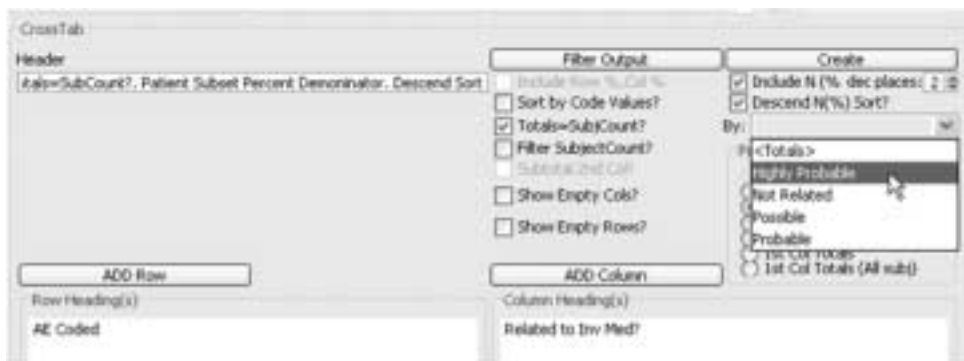 CrossTab
Header
Filter Output
Create
itals=SubCount?, Patient Subset Percent Demoninator, Descend Sort
Include Row %, Col %
Include N (% dec places: 2
Sort by Code Values?
Descend N(%) Sort?
Totals=SubjCount?
By:
Filter SubjectCount?
<Totals>
Subtotal 2nd Col?
Highly Probable
Show Empty Cols?
Not Related
Possible
Show Empty Rows?
Probable
1st Col Totals
1st Col Totals (All subj)
ADD Row
ADD Column
Row Heading(s)
Column Heading(s)
AE Coded
Related to Inv Med?